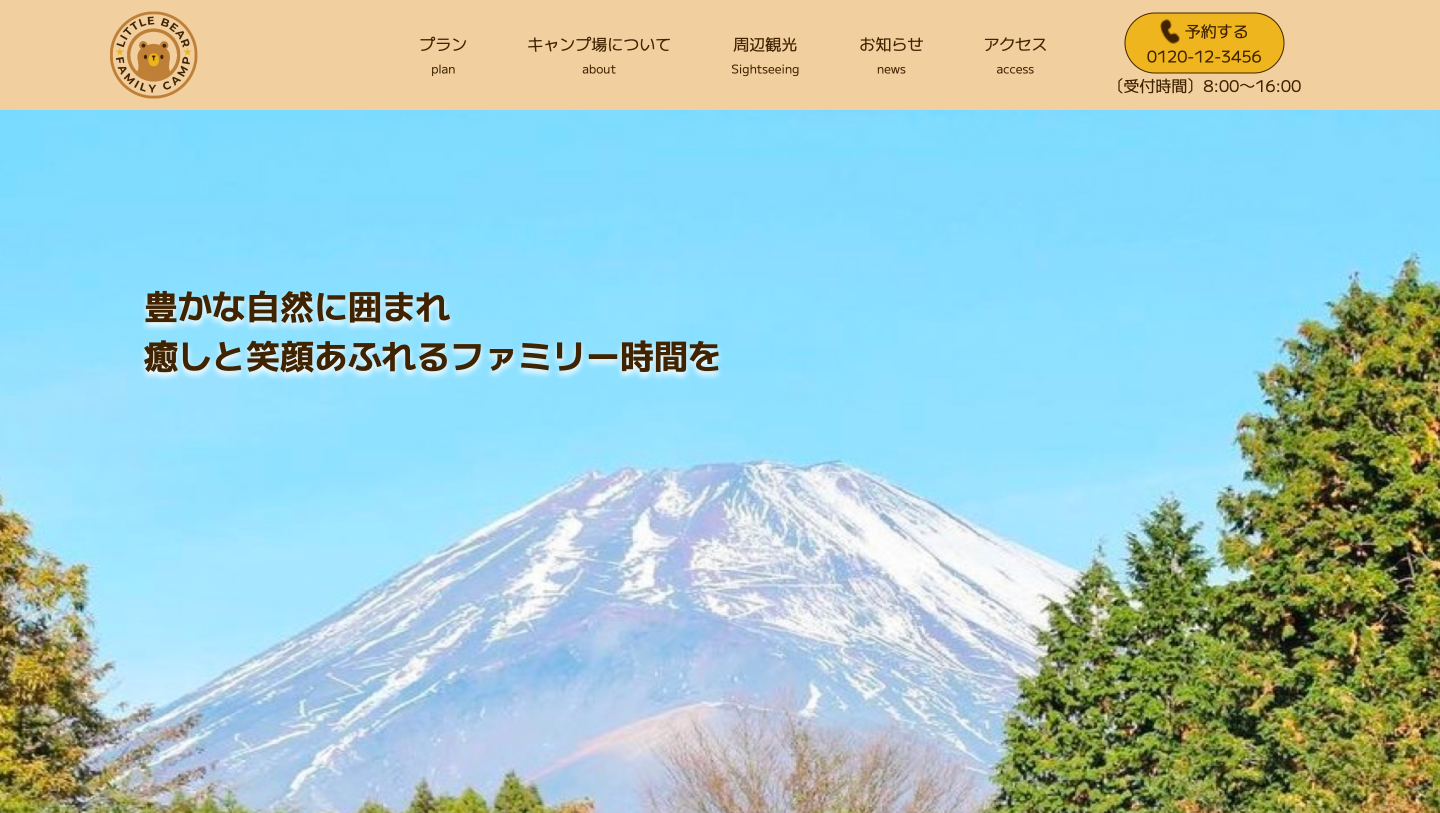 LITTLE BEAR
FAMILY CAMP
プラン
plan
キャンプ場について
about
周辺観光
Sightseeing
お知らせ
news
アクセス
access
予約する
0120-12-3456
〔受付時間〕8:00〜16:00
豊かな自然に囲まれ
癒しと笑顔あふれるファミリー時間を